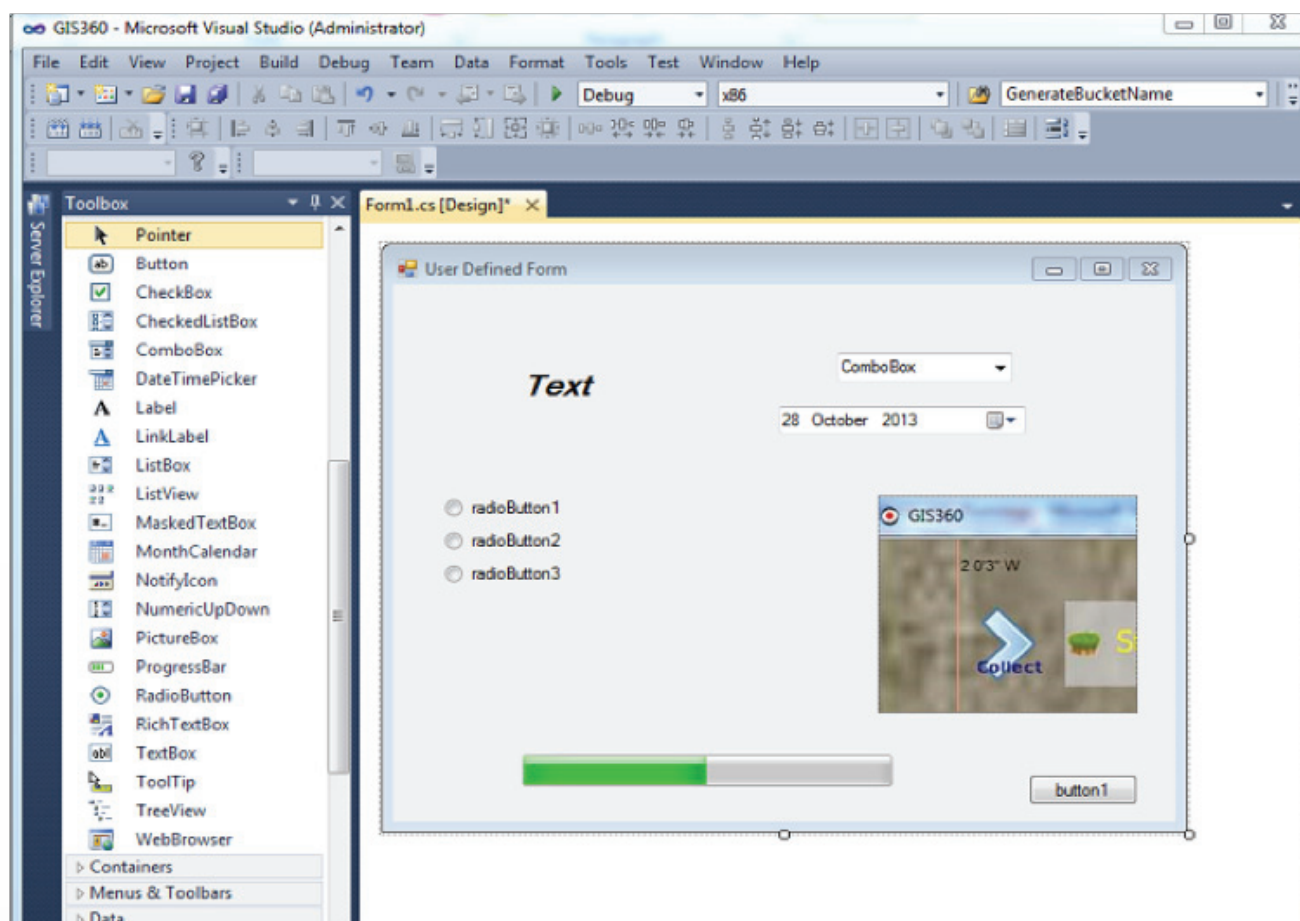 GIS360 - Microsoft Visual Studio (Administrator)
File Edit View Project Build Debug Team Data Format Tools Test Window Help
Debug x86 GenerateBucketName
Server Explorer
Toolbox
Pointer
Button
CheckBox
CheckedListBox
ComboBox
DateTimePicker
Label
LinkLabel
ListBox
ListView
MaskedTextBox
MonthCalendar
NotifyIcon
NumericUpDown
PictureBox
ProgressBar
RadioButton
RichTextBox
TextBox
ToolTip
TreeView
WebBrowser
Containers
Menus & Toolbars
Data
Form1.cs [Design]*
User Defined Form
Text
ComboBox
28 October 2013
radioButton1
radioButton2
radioButton3
GIS360
2 0'3" W
Collect
button1